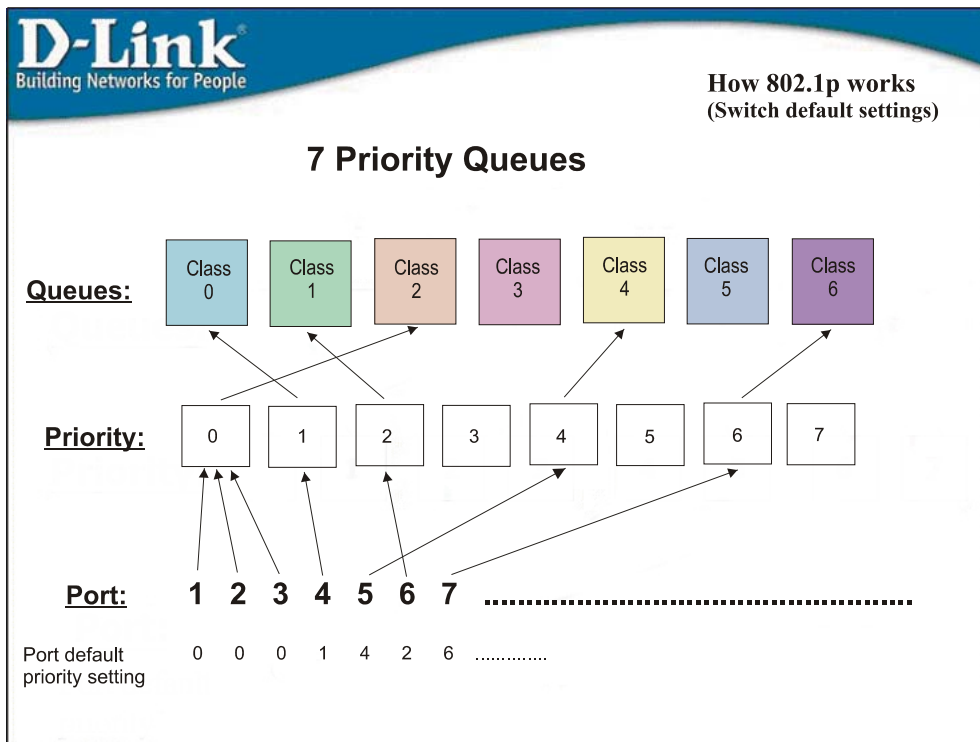 D-Link®
Building Networks for People
How 802.1p works
(Switch default settings)
7 Priority Queues
Queues:
Class 0
Class 1
Class 2
Class 3
Class 4
Class 5
Class 6
Priority:
0 1 2 3 4 5 6 7
Port: 1 2 3 4 5 6 7
Port default
priority setting
0 0 0 1 4 2 6 .............